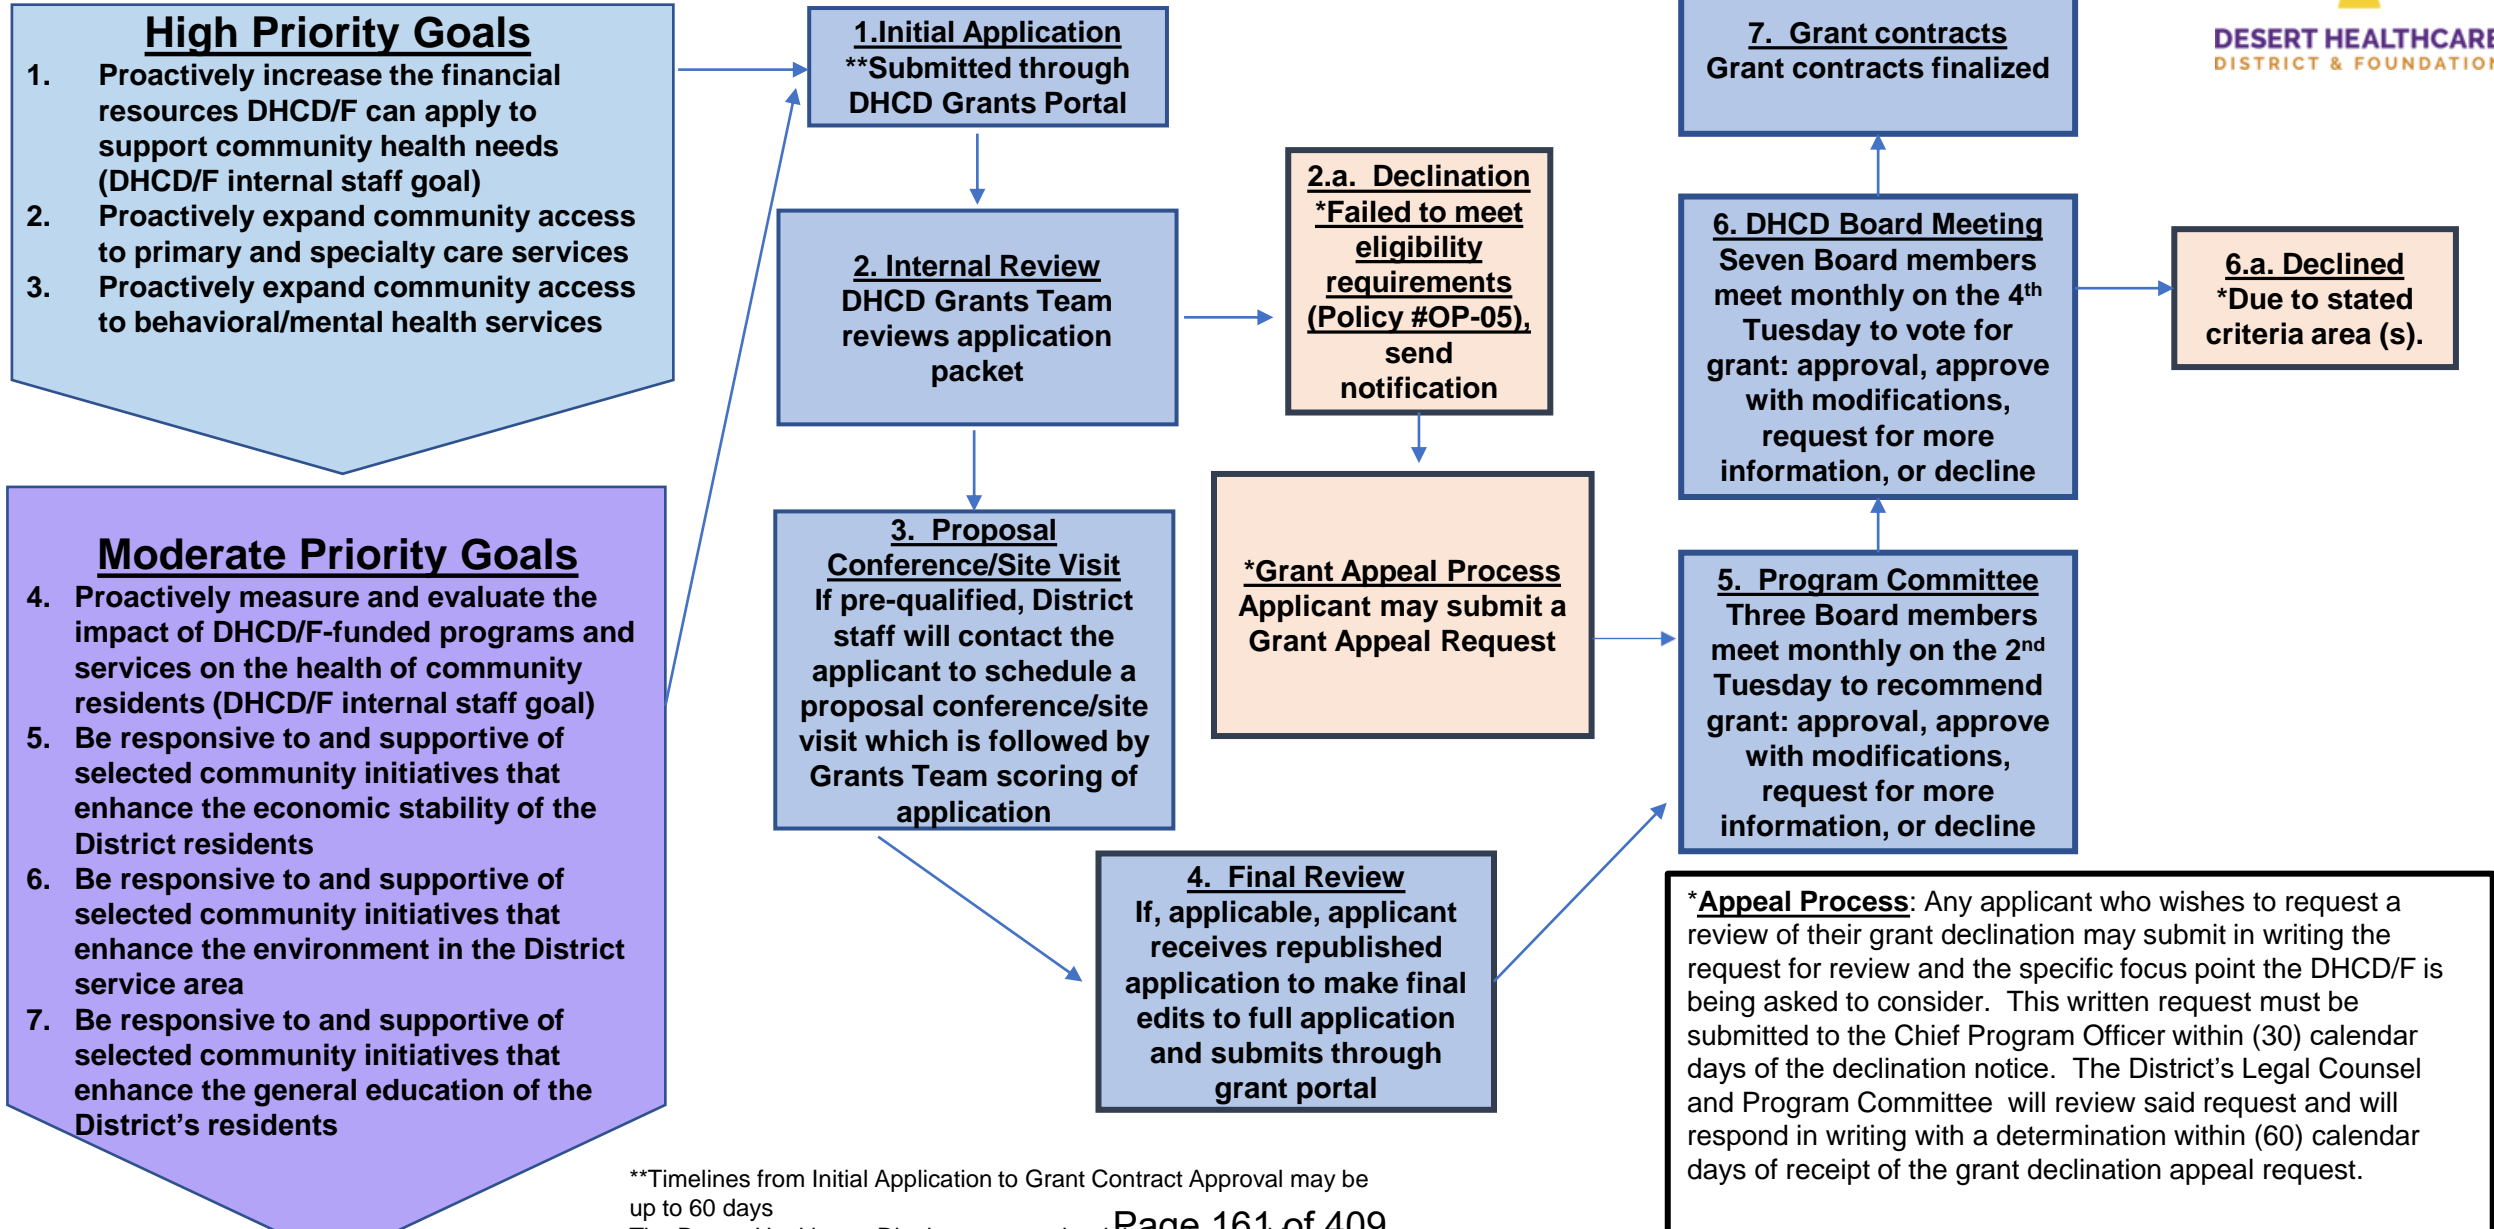 High Priority Goals
1. Proactively increase the financial
resources DHCD/F can apply to
support community health needs
(DHCD/F internal staff goal)
2. Proactively expand community access
to primary and specialty care services
3. Proactively expand community access
to behavioral/mental health services
Moderate Priority Goals
4. Proactively measure and evaluate the
impact of DHCD/F-funded programs and
services on the health of community
residents (DHCD/F internal staff goal)
5. Be responsive to and supportive of
selected community initiatives that
enhance the economic stability of the
District residents
6. Be responsive to and supportive of
selected community initiatives that
enhance the environment in the District
service area
7. Be responsive to and supportive of
selected community initiatives that
enhance the general education of the
District’s residents
1.Initial Application
**Submitted through
DHCD Grants Portal
2. Internal Review
DHCD Grants Team
reviews application
packet
2.a. Declination
*Failed to meet
eligibility
requirements
(Policy #OP-05),
send
notification
*Grant Appeal Process
Applicant may submit a
Grant Appeal Request
3. Proposal
Conference/Site Visit
If pre-qualified, District
staff will contact the
applicant to schedule a
proposal conference/site
visit which is followed by
Grants Team scoring of
application
4. Final Review
If, applicable, applicant
receives republished
application to make final
edits to full application
and submits through
grant portal
5. Program Committee
Three Board members
meet monthly on the 2nd
Tuesday to recommend
grant: approval, approve
with modifications,
request for more
information, or decline
6. DHCD Board Meeting
Seven Board members
meet monthly on the 4th
Tuesday to vote for
grant: approval, approve
with modifications,
request for more
information, or decline
6.a. Declined
*Due to stated
criteria area (s).
7. Grant contracts
Grant contracts finalized
DESERT HEALTHCARE
DISTRICT & FOUNDATION
*Appeal Process: Any applicant who wishes to request a
review of their grant declination may submit in writing the
request for review and the specific focus point the DHCD/F is
being asked to consider. This written request must be
submitted to the Chief Program Officer within (30) calendar
days of the declination notice. The District’s Legal Counsel
and Program Committee will review said request and will
respond in writing with a determination within (60) calendar
days of receipt of the grant declination appeal request.
**Timelines from Initial Application to Grant Contract Approval may be
up to 60 days
Page 161 of 409